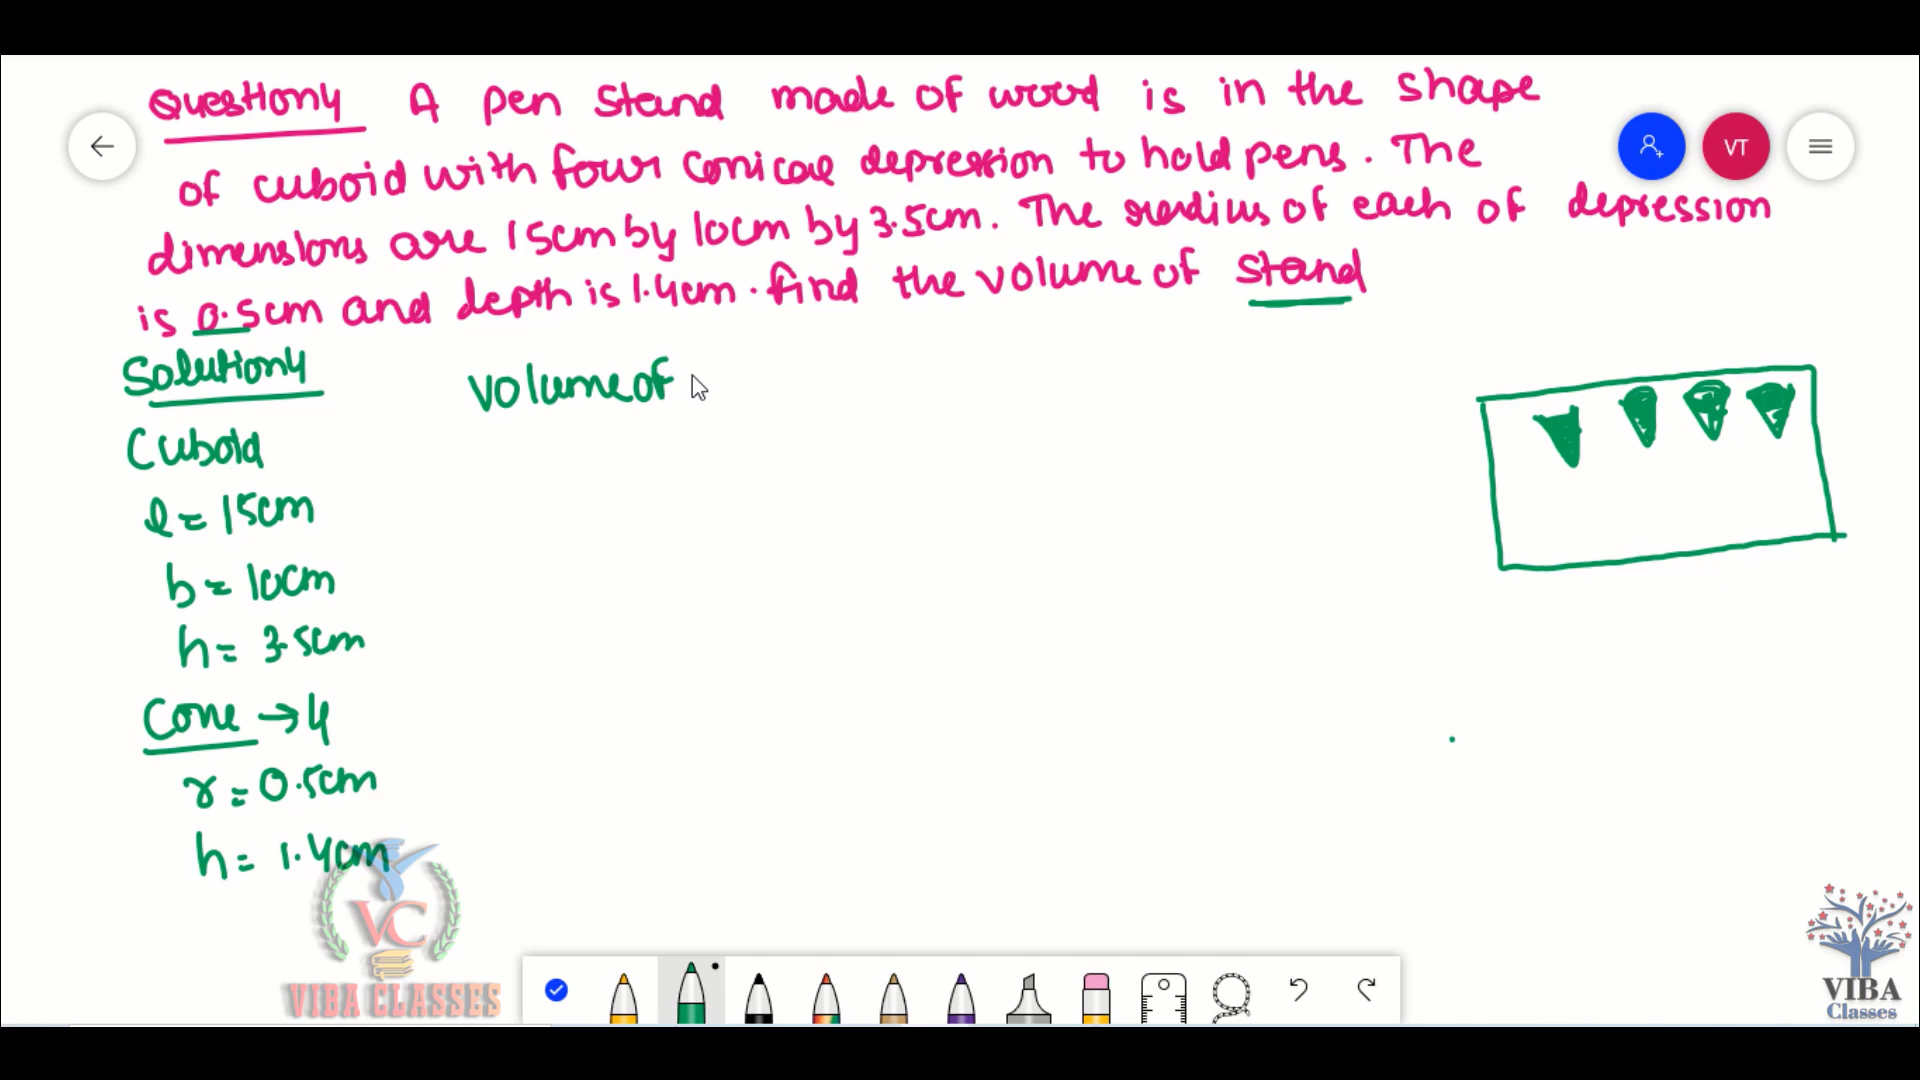 Question 4 A pen stand made of wood is in the shape
of cuboid with four conical depression to hold pens. The
dimensions are 15cm by 10cm by 3.5cm. The radius of each of depression
is 0.5cm and depth is 1.4cm. find the volume of stand
Solution 4
Volume of
Cuboid
l = 15cm
b = 10cm
h = 3.5cm
Cone → 4
r = 0.5cm
h = 1.4cm
VT
VC
VIBA CLASSES
VIBA
Classes